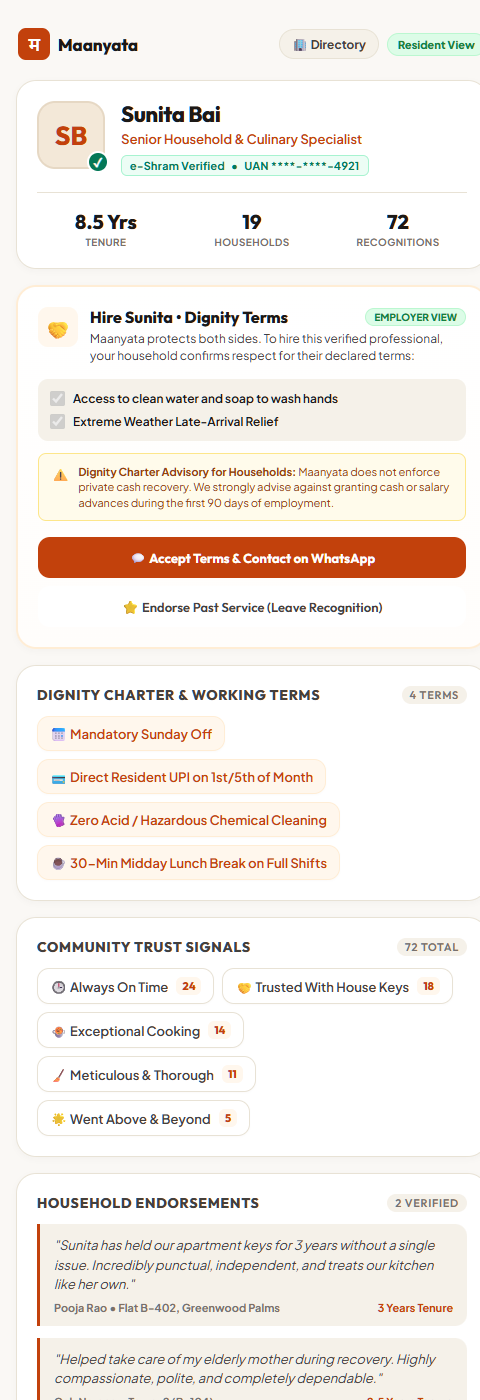 म Maanyata
Directory
Resident View
SB
Sunita Bai
Senior Household & Culinary Specialist
e-Shram Verified • UAN ****-****-4921
8.5 Yrs
TENURE
19
HOUSEHOLDS
72
RECOGNITIONS
Hire Sunita • Dignity Terms
EMPLOYER VIEW
Maanyata protects both sides. To hire this verified professional,
your household confirms respect for their declared terms:
Access to clean water and soap to wash hands
Extreme Weather Late-Arrival Relief
Dignity Charter Advisory for Households: Maanyata does not enforce
private cash recovery. We strongly advise against granting cash or salary
advances during the first 90 days of employment.
Accept Terms & Contact on WhatsApp
Endorse Past Service (Leave Recognition)
DIGNITY CHARTER & WORKING TERMS
4 TERMS
Mandatory Sunday Off
Direct Resident UPI on 1st/5th of Month
Zero Acid / Hazardous Chemical Cleaning
30-Min Midday Lunch Break on Full Shifts
COMMUNITY TRUST SIGNALS
72 TOTAL
Always On Time 24
Trusted With House Keys 18
Exceptional Cooking 14
Meticulous & Thorough 11
Went Above & Beyond 5
HOUSEHOLD ENDORSEMENTS
2 VERIFIED
"Sunita has held our apartment keys for 3 years without a single
issue. Incredibly punctual, independent, and treats our kitchen
like her own."
Pooja Rao • Flat B-402, Greenwood Palms
3 Years Tenure
"Helped take care of my elderly mother during recovery. Highly
compassionate, polite, and completely dependable."